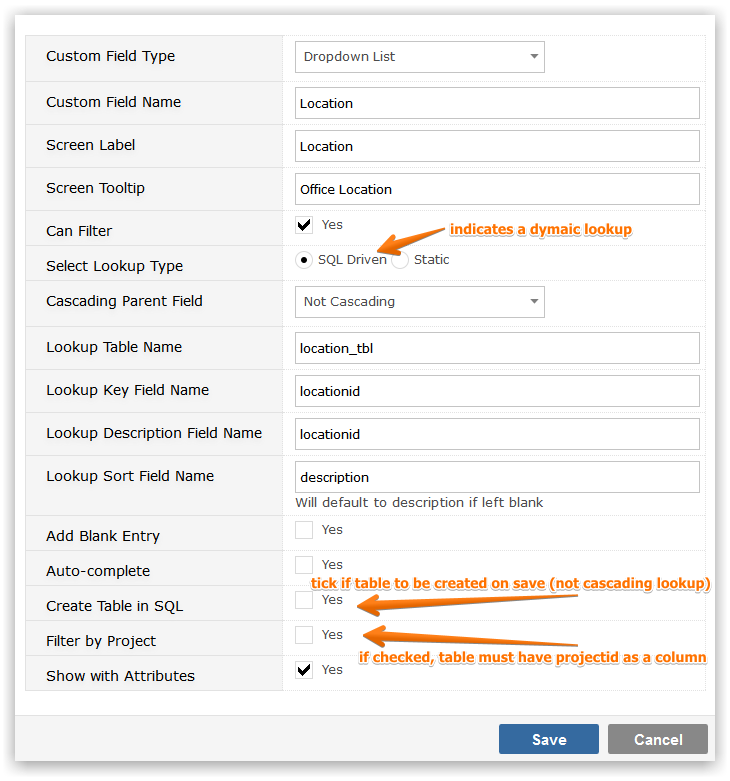 Custom Field Type Dropdown List
Custom Field Name Location
Screen Label Location
Screen Tooltip Office Location
Can Filter Yes
indicates a dymaic lookup
Select Lookup Type SQL Driven Static
Cascading Parent Field Not Cascading
Lookup Table Name location_tbl
Lookup Key Field Name locationid
Lookup Description Field Name locationid
Lookup Sort Field Name description
Will default to description if left blank
Add Blank Entry Yes
Auto-complete Yes
tick if table to be created on save (not cascading lookup)
Create Table in SQL Yes
Filter by Project Yes
if checked, table must have projectid as a column
Show with Attributes Yes
Save Cancel